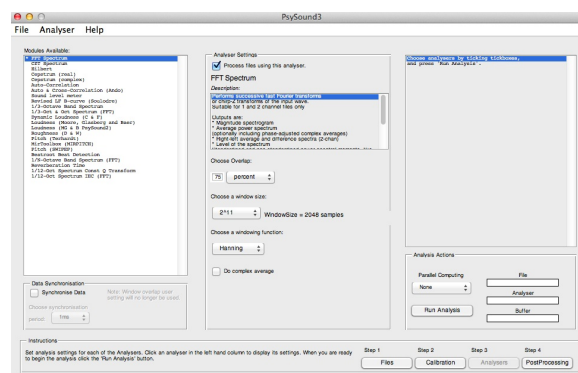 PsySound3
File Analyser Help
Modules Available:
* FFT Spectrum
CPT Spectrum
Hilbert
Cepstrum (real)
Cepstrum (complex)
Auto-Correlation
Auto & Cross-Correlation (Ando)
Sound level meter
Revised LF B-curve (Soulodre)
1/3-Octave Band Spectrum
1/3-Oct & Oct Spectrum (FFT)
Dynamic Loudness (C & F)
Loudness (Moore, Glasberg and Baer)
Loudness (MG & B PsySound2)
Roughness (D & W)
Pitch (Terhardt)
MirToolbox (MIRPITCH)
Pitch (SWIPEP)
Beatroot Beat Detection
1/N-Octave Band Spectrum (FFT)
Reverberation Time
1/12-Oct Spectrum Const Q Transform
1/12-Oct Spectrum IEC (FFT)
Data Synchronisation
Synchronise Data
Note: Window overlap user
setting will no longer be used.
Choose synchronisation
period: 1ms
Analyser Settings
Process files using this analyser.
FFT Spectrum
Description:
Performs successive fast Fourier transforms
or chirp-Z transforms of the input wave.
Suitable for 1 and 2 channel files only
Outputs are:
* Magnitude spectrogram
* Average power spectrum
(optionally including phase-adjusted complex averages)
* Right-left average and difference spectra (2-chan)
* Level of the spectrum
Choose Overlap:
75 percent
Choose a window size:
2^11 WindowSize = 2048 samples
Choose a windowing function:
Hanning
Do complex average
Choose analysers by ticking tickboxes,
and press 'Run Analysis'.
Analysis Actions
Parallel Computing
None
Run Analysis
File
Analyser
Buffer
Instructions
Set analysis settings for each of the Analysers. Click an analyser in the left hand column to display its settings. When you are ready
to begin the analysis click the 'Run Analysis' button.
Step 1 Step 2 Step 3 Step 4
Files Calibration Analysers PostProcessing